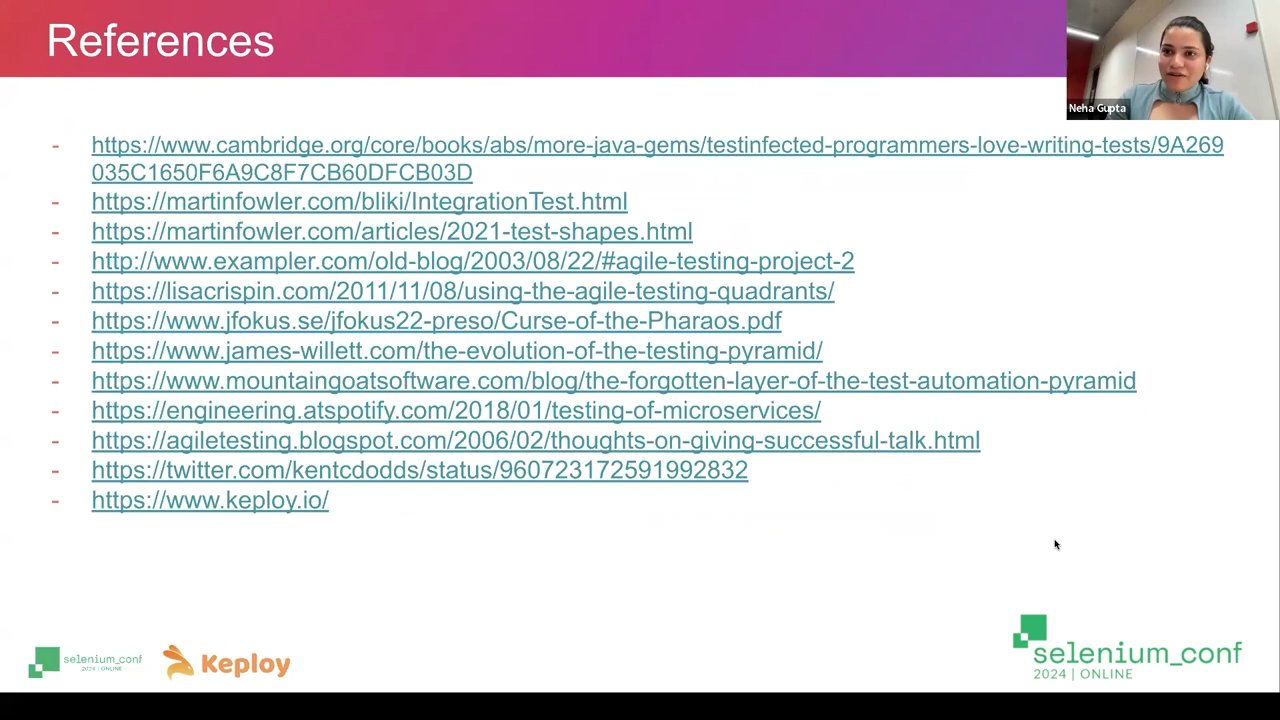 References
Neha Gupta
- https://www.cambridge.org/core/books/abs/more-java-gems/testinfected-programmers-love-writing-tests/9A269
035C1650F6A9C8F7CB60DFCB03D
- https://martinfowler.com/bliki/IntegrationTest.html
- https://martinfowler.com/articles/2021-test-shapes.html
- http://www.exampler.com/old-blog/2003/08/22/#agile-testing-project-2
- https://lisacrispin.com/2011/11/08/using-the-agile-testing-quadrants/
- https://www.jfokus.se/jfokus22-preso/Curse-of-the-Pharaos.pdf
- https://www.james-willett.com/the-evolution-of-the-testing-pyramid/
- https://www.mountaingoatsoftware.com/blog/the-forgotten-layer-of-the-test-automation-pyramid
- https://engineering.atspotify.com/2018/01/testing-of-microservices/
- https://agiletesting.blogspot.com/2006/02/thoughts-on-giving-successful-talk.html
- https://twitter.com/kentcdodds/status/960723172591992832
- https://www.keploy.io/
selenium_conf
2024 | ONLINE
Keploy
selenium_conf
2024 | ONLINE